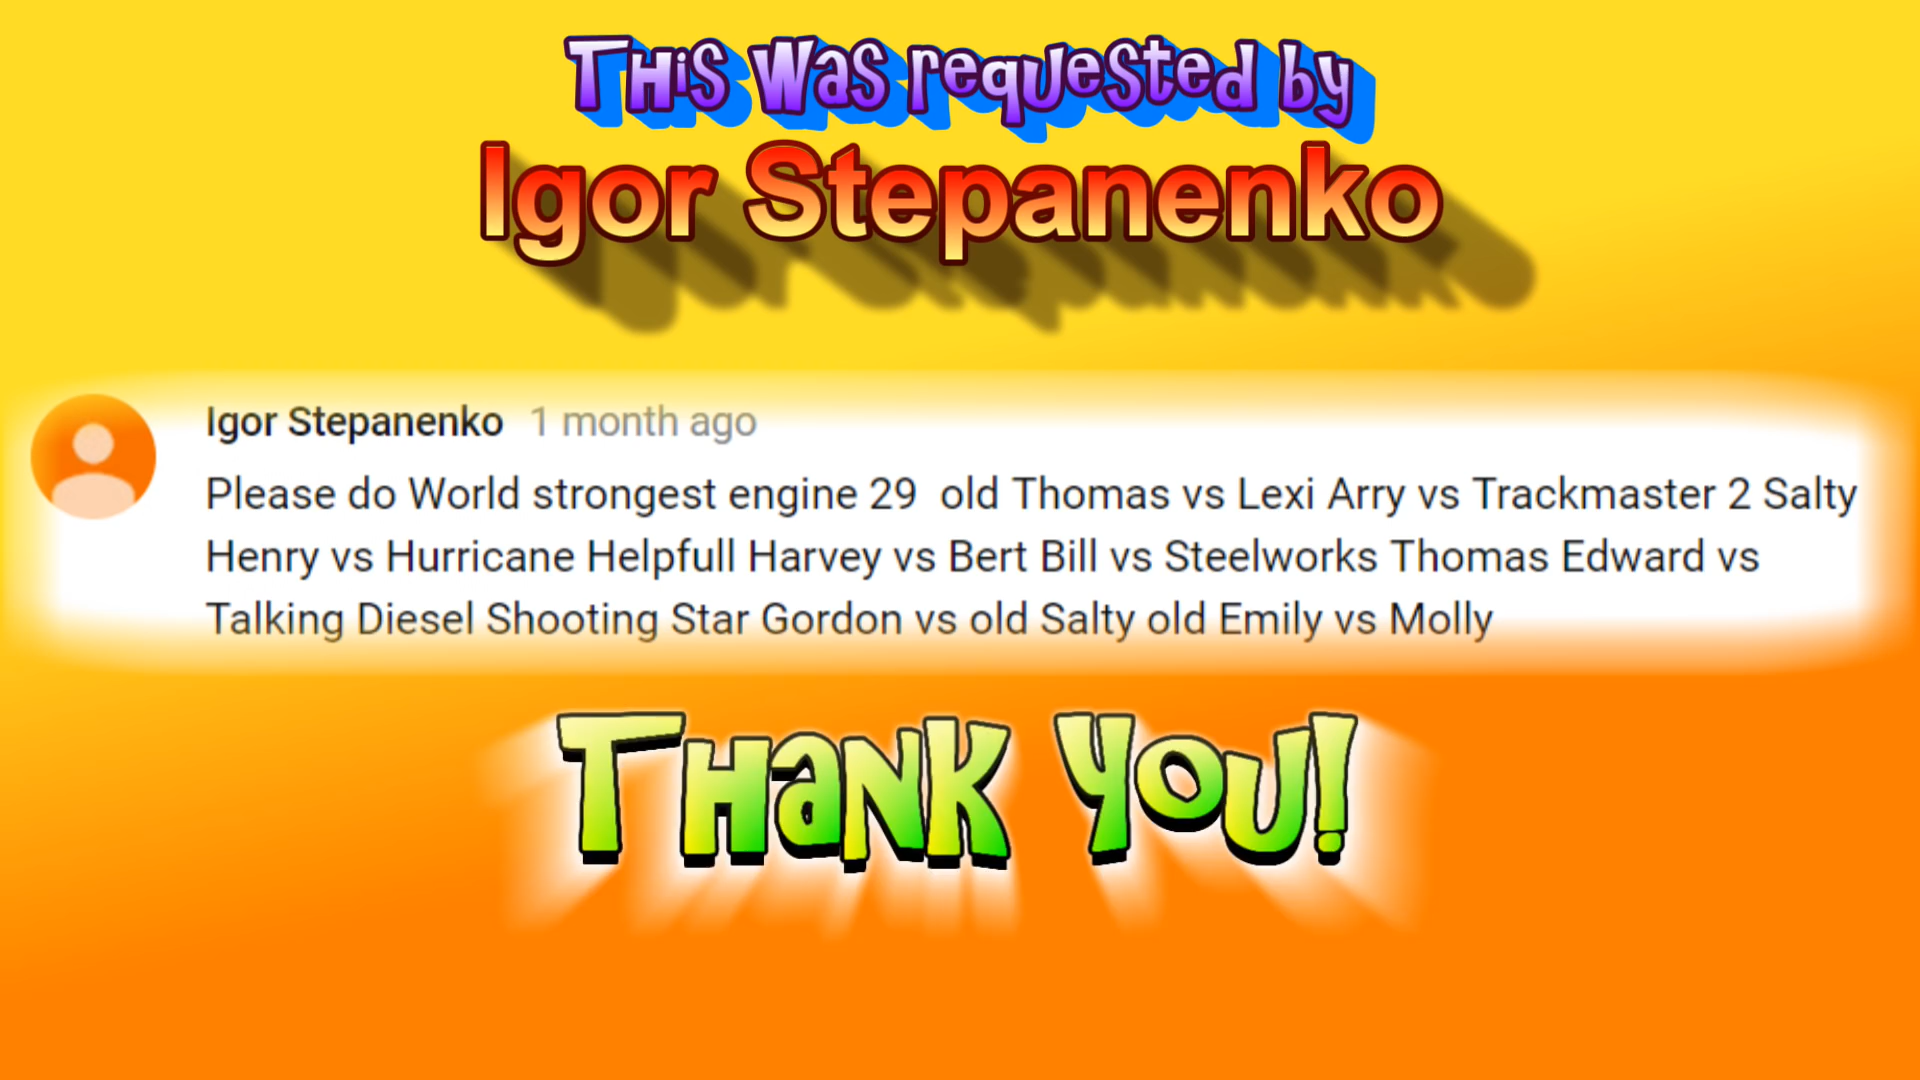 THiS Was requested by
Igor Stepanenko
Igor Stepanenko 1 month ago
Please do World strongest engine 29  old Thomas vs Lexi Arry vs Trackmaster 2 Salty
Henry vs Hurricane Helpfull Harvey vs Bert Bill vs Steelworks Thomas Edward vs
Talking Diesel Shooting Star Gordon vs old Salty old Emily vs Molly
THaNK YOU!